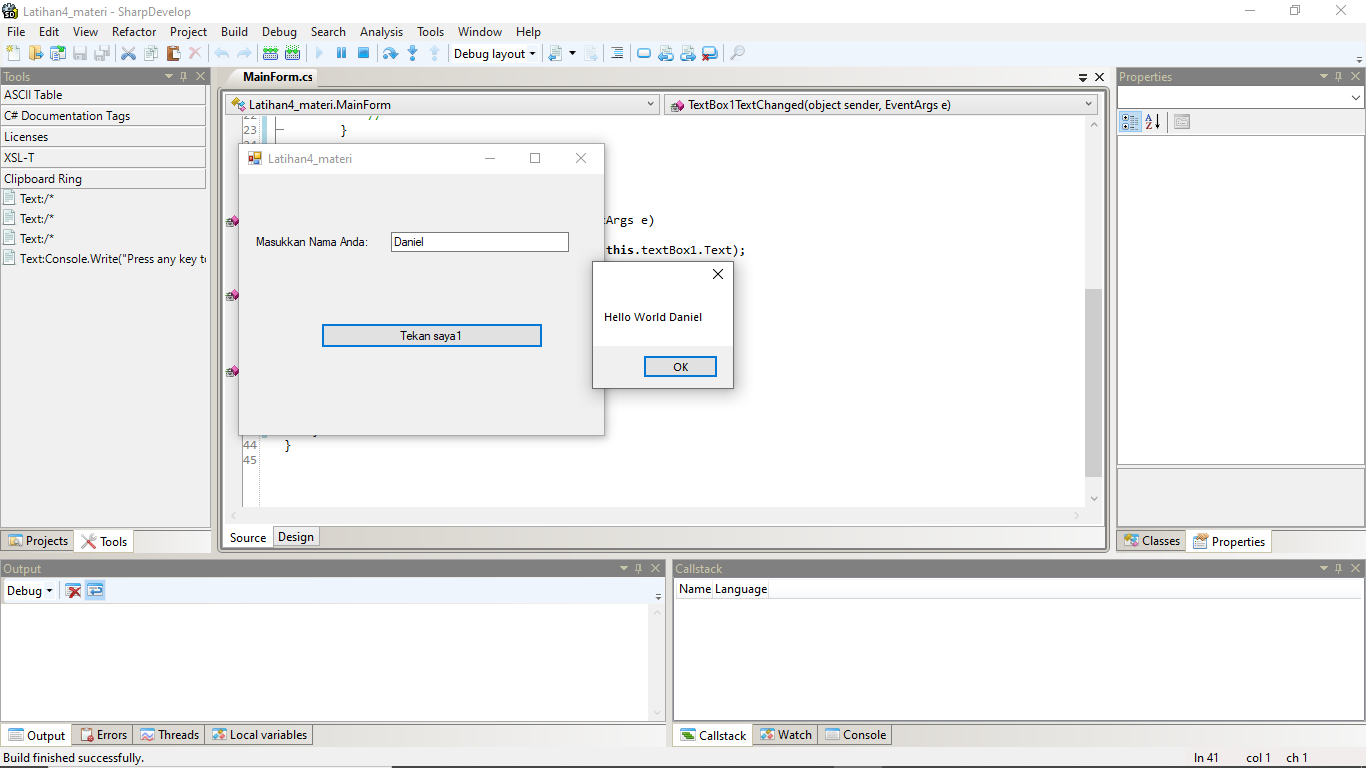 Latihan4_materi - SharpDevelop
File Edit View Refactor Project Build Debug Search Analysis Tools Window Help
Debug layout
Tools
ASCII Table
C# Documentation Tags
Licenses
XSL-T
Clipboard Ring
Text:/*
Text:/*
Text:/*
Text:Console.Write("Press any key to
Projects Tools
MainForm.cs
Latihan4_materi.MainForm TextBox1TextChanged(object sender, EventArgs e)
22 //
23 }
Args e)
this.textBox1.Text);
44 }
45
Source Design
Latihan4_materi
Masukkan Nama Anda: Daniel
Tekan saya1
Hello World Daniel
OK
Properties
Classes Properties
Output
Debug
Output Errors Threads Local variables
Callstack
Name Language
Callstack Watch Console
Build finished successfully. ln 41 col 1 ch 1